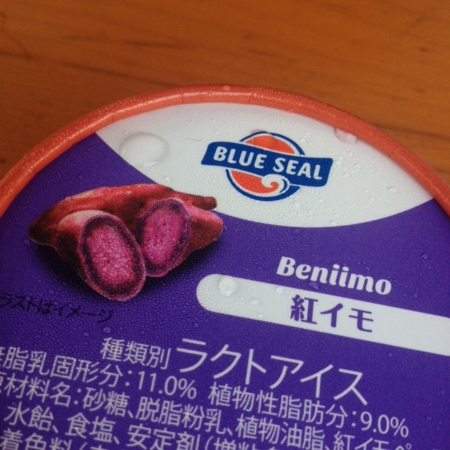 BLUE SEAL
Beniimo
紅イモ
ラストはイメージ
種類別 ラクトアイス
脂乳固形分:11.0% 植物性脂肪分:9.0%
材料名:砂糖、脱脂粉乳、植物油脂、紅イモペ
水飴、食塩、安定剤(増粘
着色料